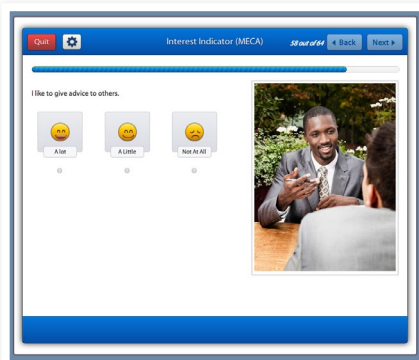 Quit
Interest Indicator (MECA)
58 out of 64
Back
Next
I like to give advice to others.
A lot
A Little
Not At All